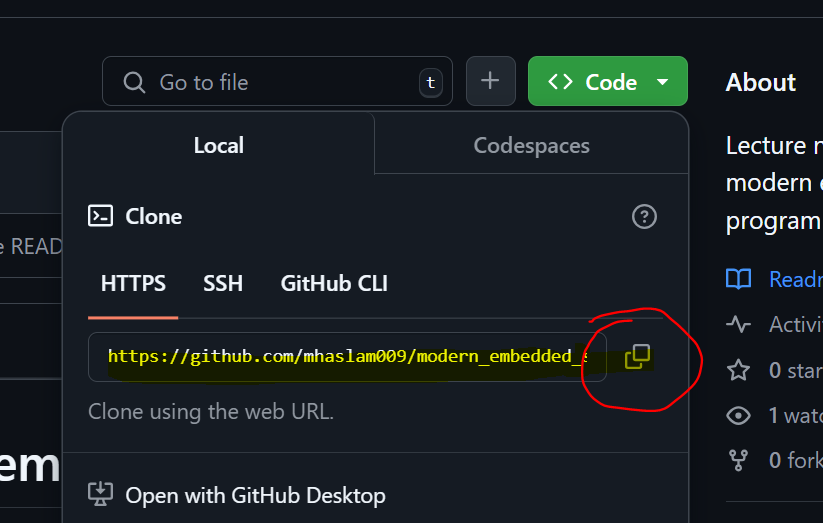 Go to file
t
Code
About
Local
Codespaces
Lecture
modern
program
Clone
READ
HTTPS
SSH
GitHub CLI
https://github.com/mhaslam009/modern_embedded_
Clone using the web URL.
Open with GitHub Desktop
Readm
Activi
0 star
1 watc
0 fork
em